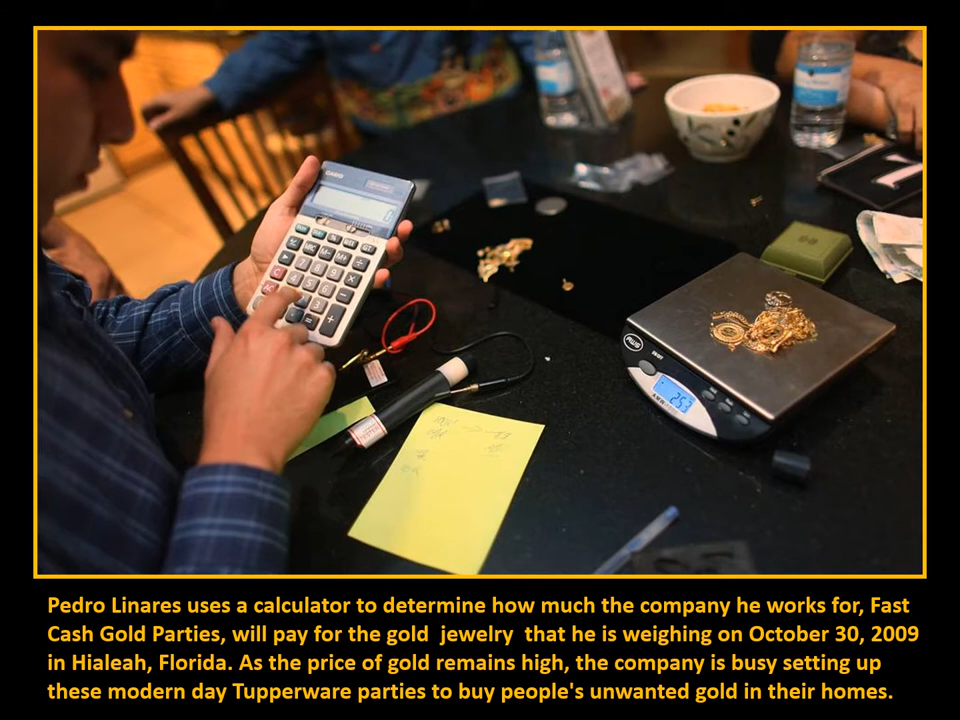 CASIO
AWS
253
Pedro Linares uses a calculator to determine how much the company he works for, Fast
Cash Gold Parties, will pay for the gold  jewelry  that he is weighing on October 30, 2009
in Hialeah, Florida. As the price of gold remains high, the company is busy setting up
these modern day Tupperware parties to buy people's unwanted gold in their homes.